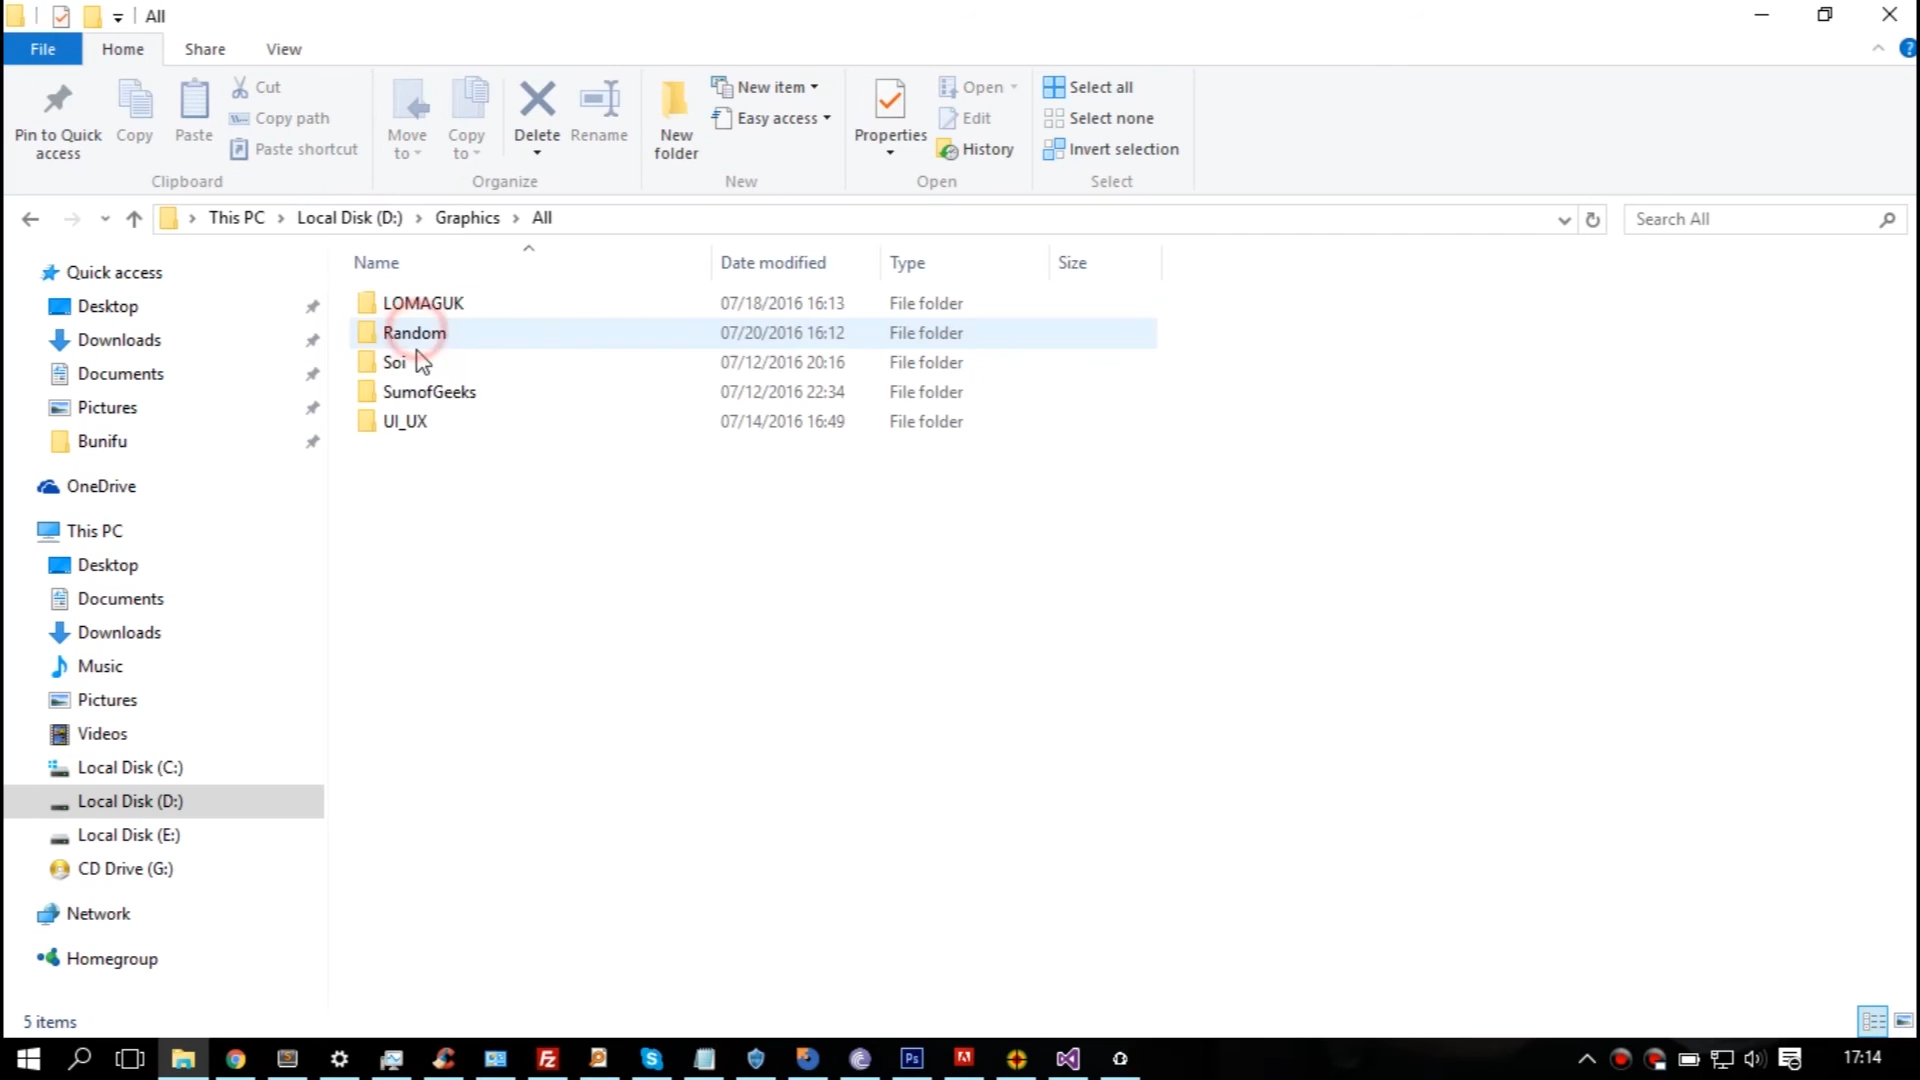 All
File Home Share View
Pin to Quick access
Copy
Paste
Cut
Copy path
Paste shortcut
Clipboard
Move to
Copy to
Delete
Rename
Organize
New folder
New item
Easy access
New
Properties
Open
Edit
History
Open
Select all
Select none
Invert selection
Select
This PC Local Disk (D:) Graphics All
Search All
Name Date modified Type Size
LOMAGUK 07/18/2016 16:13 File folder
Random 07/20/2016 16:12 File folder
Soi 07/12/2016 20:16 File folder
SumofGeeks 07/12/2016 22:34 File folder
UI_UX 07/14/2016 16:49 File folder
Quick access
Desktop
Downloads
Documents
Pictures
Bunifu
OneDrive
This PC
Desktop
Documents
Downloads
Music
Pictures
Videos
Local Disk (C:)
Local Disk (D:)
Local Disk (E:)
CD Drive (G:)
Network
Homegroup
5 items
Fz
Ps
17:14